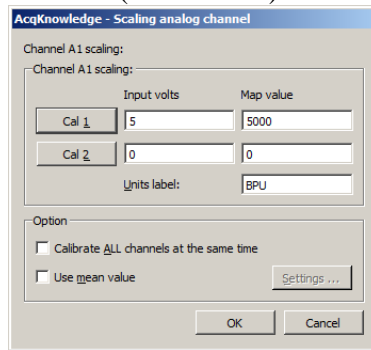 AcqKnowledge - Scaling analog channel
Channel A1 scaling:
Channel A1 scaling:
Input volts Map value
Cal 1 5 5000
Cal 2 0 0
Units label: BPU
Option
Calibrate ALL channels at the same time
Use mean value Settings ...
OK Cancel